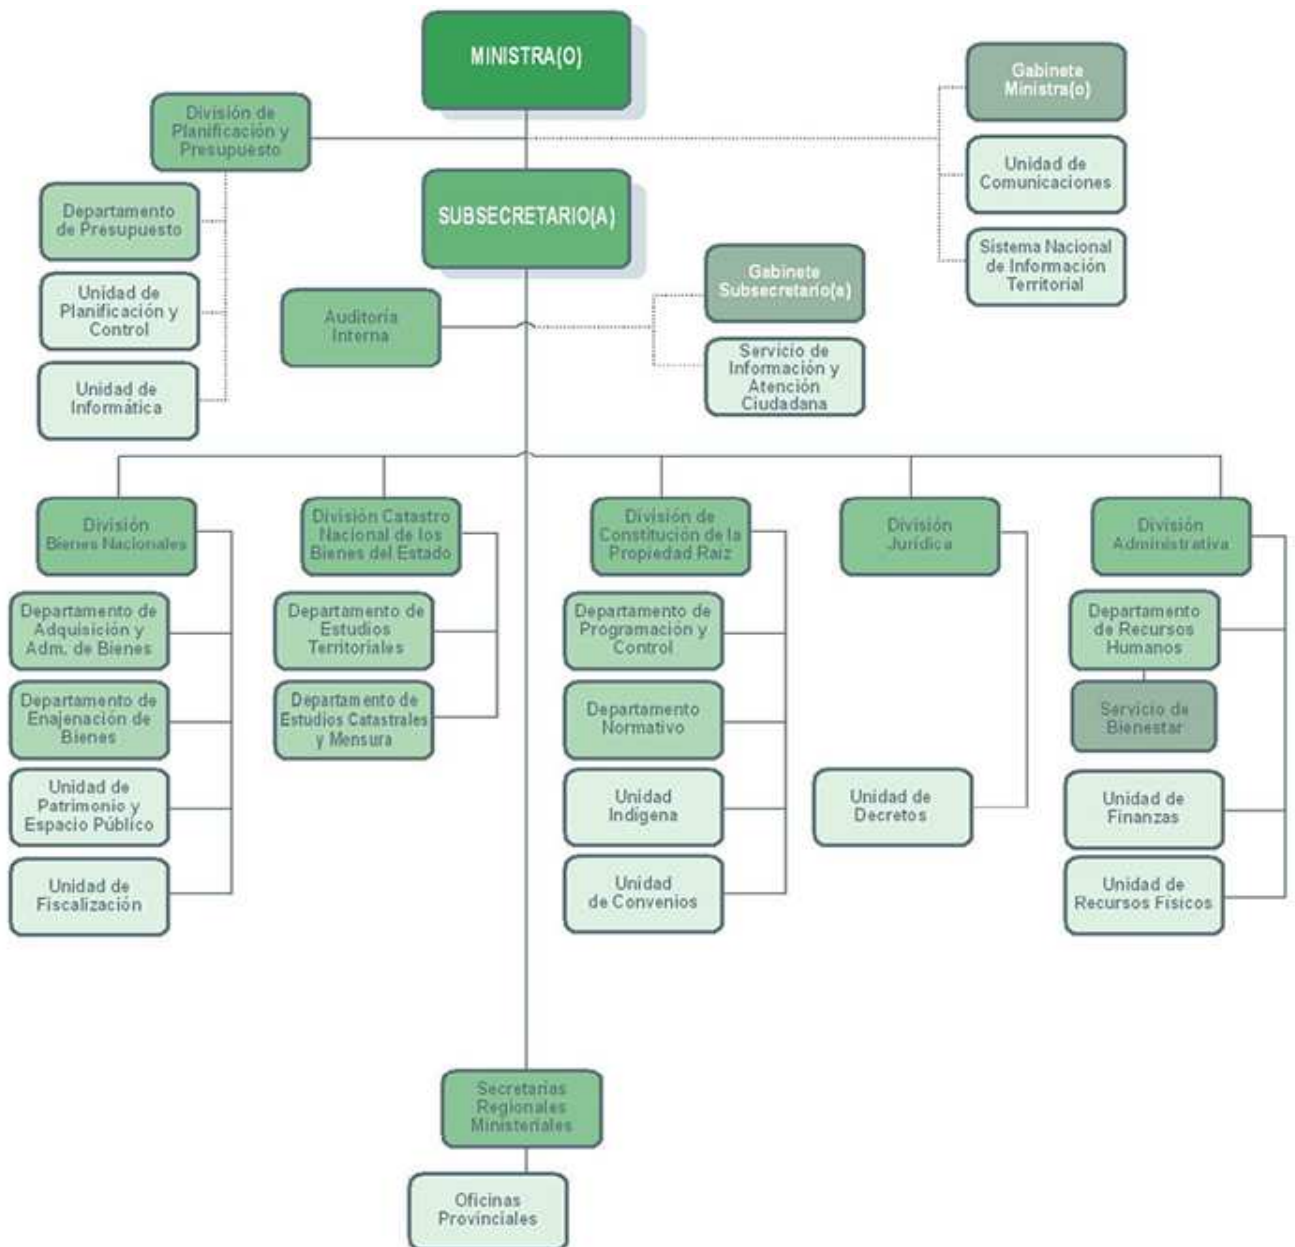 MINISTRA(O)
Gabinete
Ministra(o)
División de
Planificación y
Presupuesto
Unidad de
Comunicaciones
Departamento
de Presupuesto
SUBSECRETARIO(A)
Sistema Nacional
de Información
Territorial
Gabinete
Subsecretario(a)
Unidad de
Planificación y
Control
Auditoría
Interna
Servicio de
Información y
Atención
Ciudadana
Unidad de
Informática
División
Bienes Nacionales
División Catastro
Nacional de los
Bienes del Estado
División de
Constitución de la
Propiedad Raíz
División
Jurídica
División
Administrativa
Departamento de
Adquisición y
Adm. de Bienes
Departamento de
Estudios
Territoriales
Departamento de
Programación y
Control
Departamento
de Recursos
Humanos
Departamento de
Enajenación de
Bienes
Departamento de
Estudios Catastrales
y Mensura
Departamento
Normativo
Servicio de
Bienestar
Unidad de
Patrimonio y
Espacio Público
Unidad
Indígena
Unidad de
Decretos
Unidad de
Finanzas
Unidad de
Fiscalización
Unidad
de Convenios
Unidad de
Recursos Físicos
Secretarías
Regionales
Ministeriales
Oficinas
Provinciales